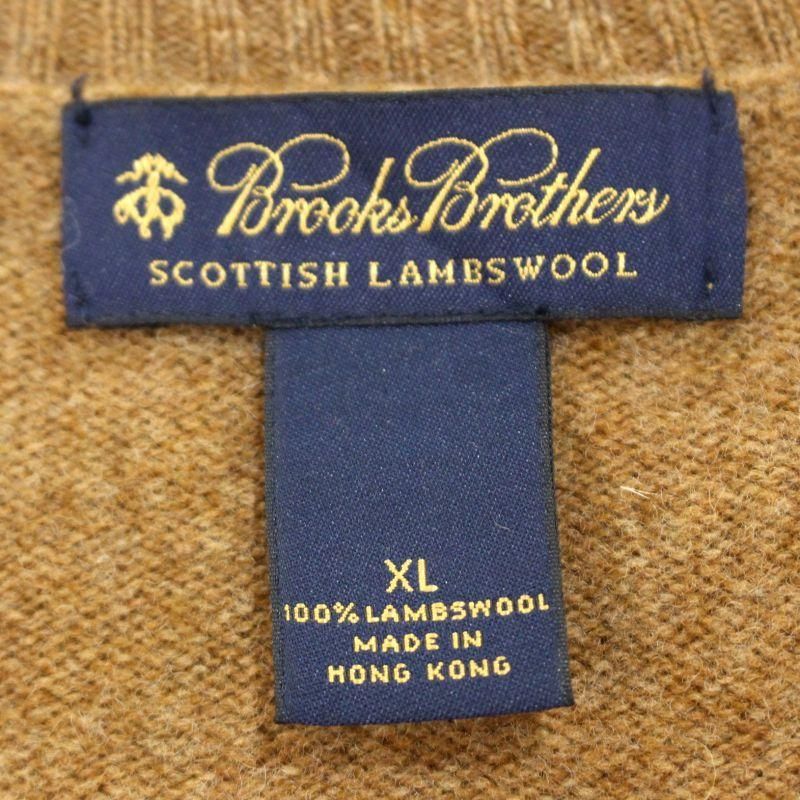 Brooks Brothers
SCOTTISH LAMBSWOOL
XL
100% LAMBSWOOL
MADE IN
HONG KONG